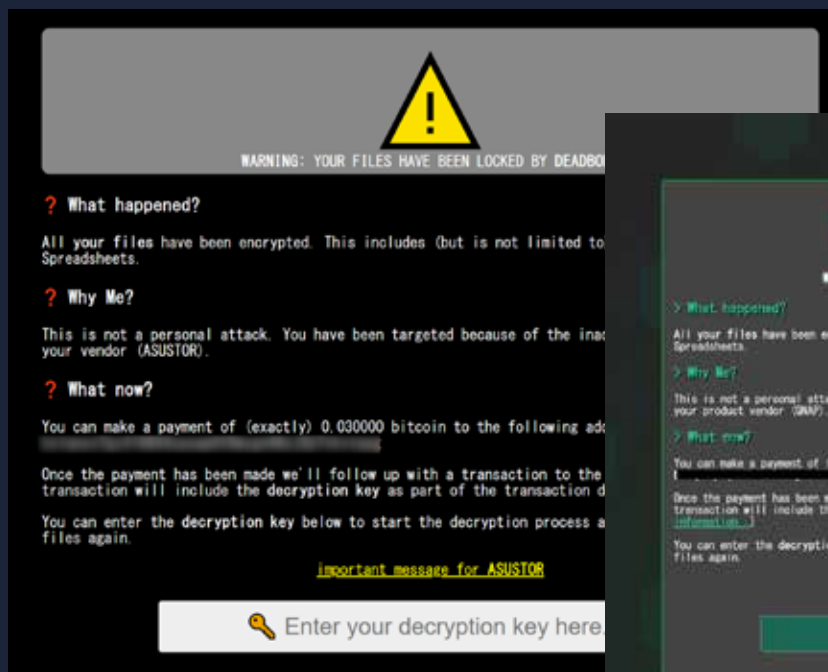 WARNING: YOUR FILES HAVE BEEN LOCKED BY DEADBO
? What happened?
All your files have been encrypted. This includes (but is not limited to
Spreadsheets.
? Why Me?
This is not a personal attack. You have been targeted because of the ina
your vendor (ASUSTOR).
? What now?
You can make a payment of (exactly) 0.030000 bitcoin to the following add
Once the payment has been made we'll follow up with a transaction to the
transaction will include the decryption key as part of the transaction d
You can enter the decryption key below to start the decryption process a
files again.
important message for ASUSTOR
Enter your decryption key here.
> What happened?
All your files have been e
Spreadsheets.
> Why Me?
This is not a personal atta
your product vendor (QNAP).
> What now?
You can make a payment of
Once the payment has been
transaction will include th
information
You can enter the decrypti
files again.